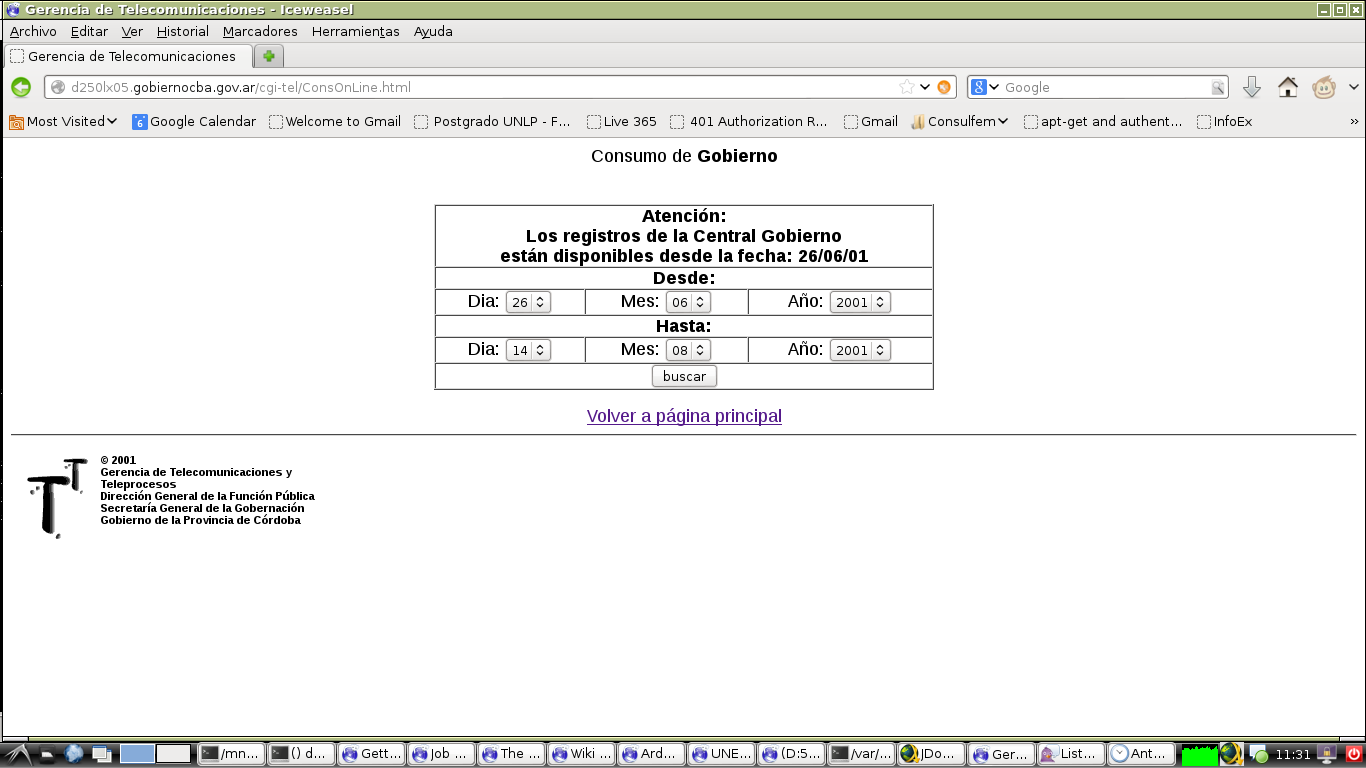 Gerencia de Telecomunicaciones - Iceweasel
Archivo Editar Ver Historial Marcadores Herramientas Ayuda
Gerencia de Telecomunicaciones
d250lx05.gobiernocba.gov.ar/cgi-tel/ConsOnLine.html
8 Google
Most Visited 6 Google Calendar Welcome to Gmail Postgrado UNLP - F... Live 365 401 Authorization R... Gmail Consulfem apt-get and authent... InfoEx »
Consumo de Gobierno
Atención:
Los registros de la Central Gobierno
están disponibles desde la fecha: 26/06/01
Desde:
Dia: 26 Mes: 06 Año: 2001
Hasta:
Dia: 14 Mes: 08 Año: 2001
buscar
Volver a página principal
TT
© 2001
Gerencia de Telecomunicaciones y
Teleprocesos
Dirección General de la Función Pública
Secretaría General de la Gobernación
Gobierno de la Provincia de Córdoba
/mn... () d... Gett... Job ... The ... Wiki ... Ard... UNE... (D:5... /var/... JDo... Ger... List... Ant... 11:31